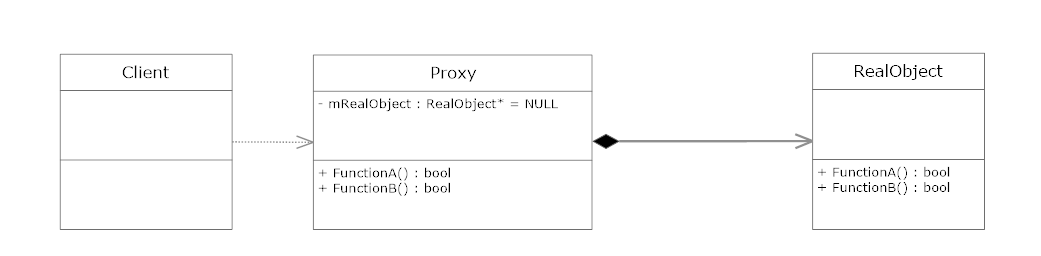 Client
Proxy
- mRealObject : RealObject* = NULL
+ FunctionA() : bool
+ FunctionB() : bool
RealObject
+ FunctionA() : bool
+ FunctionB() : bool